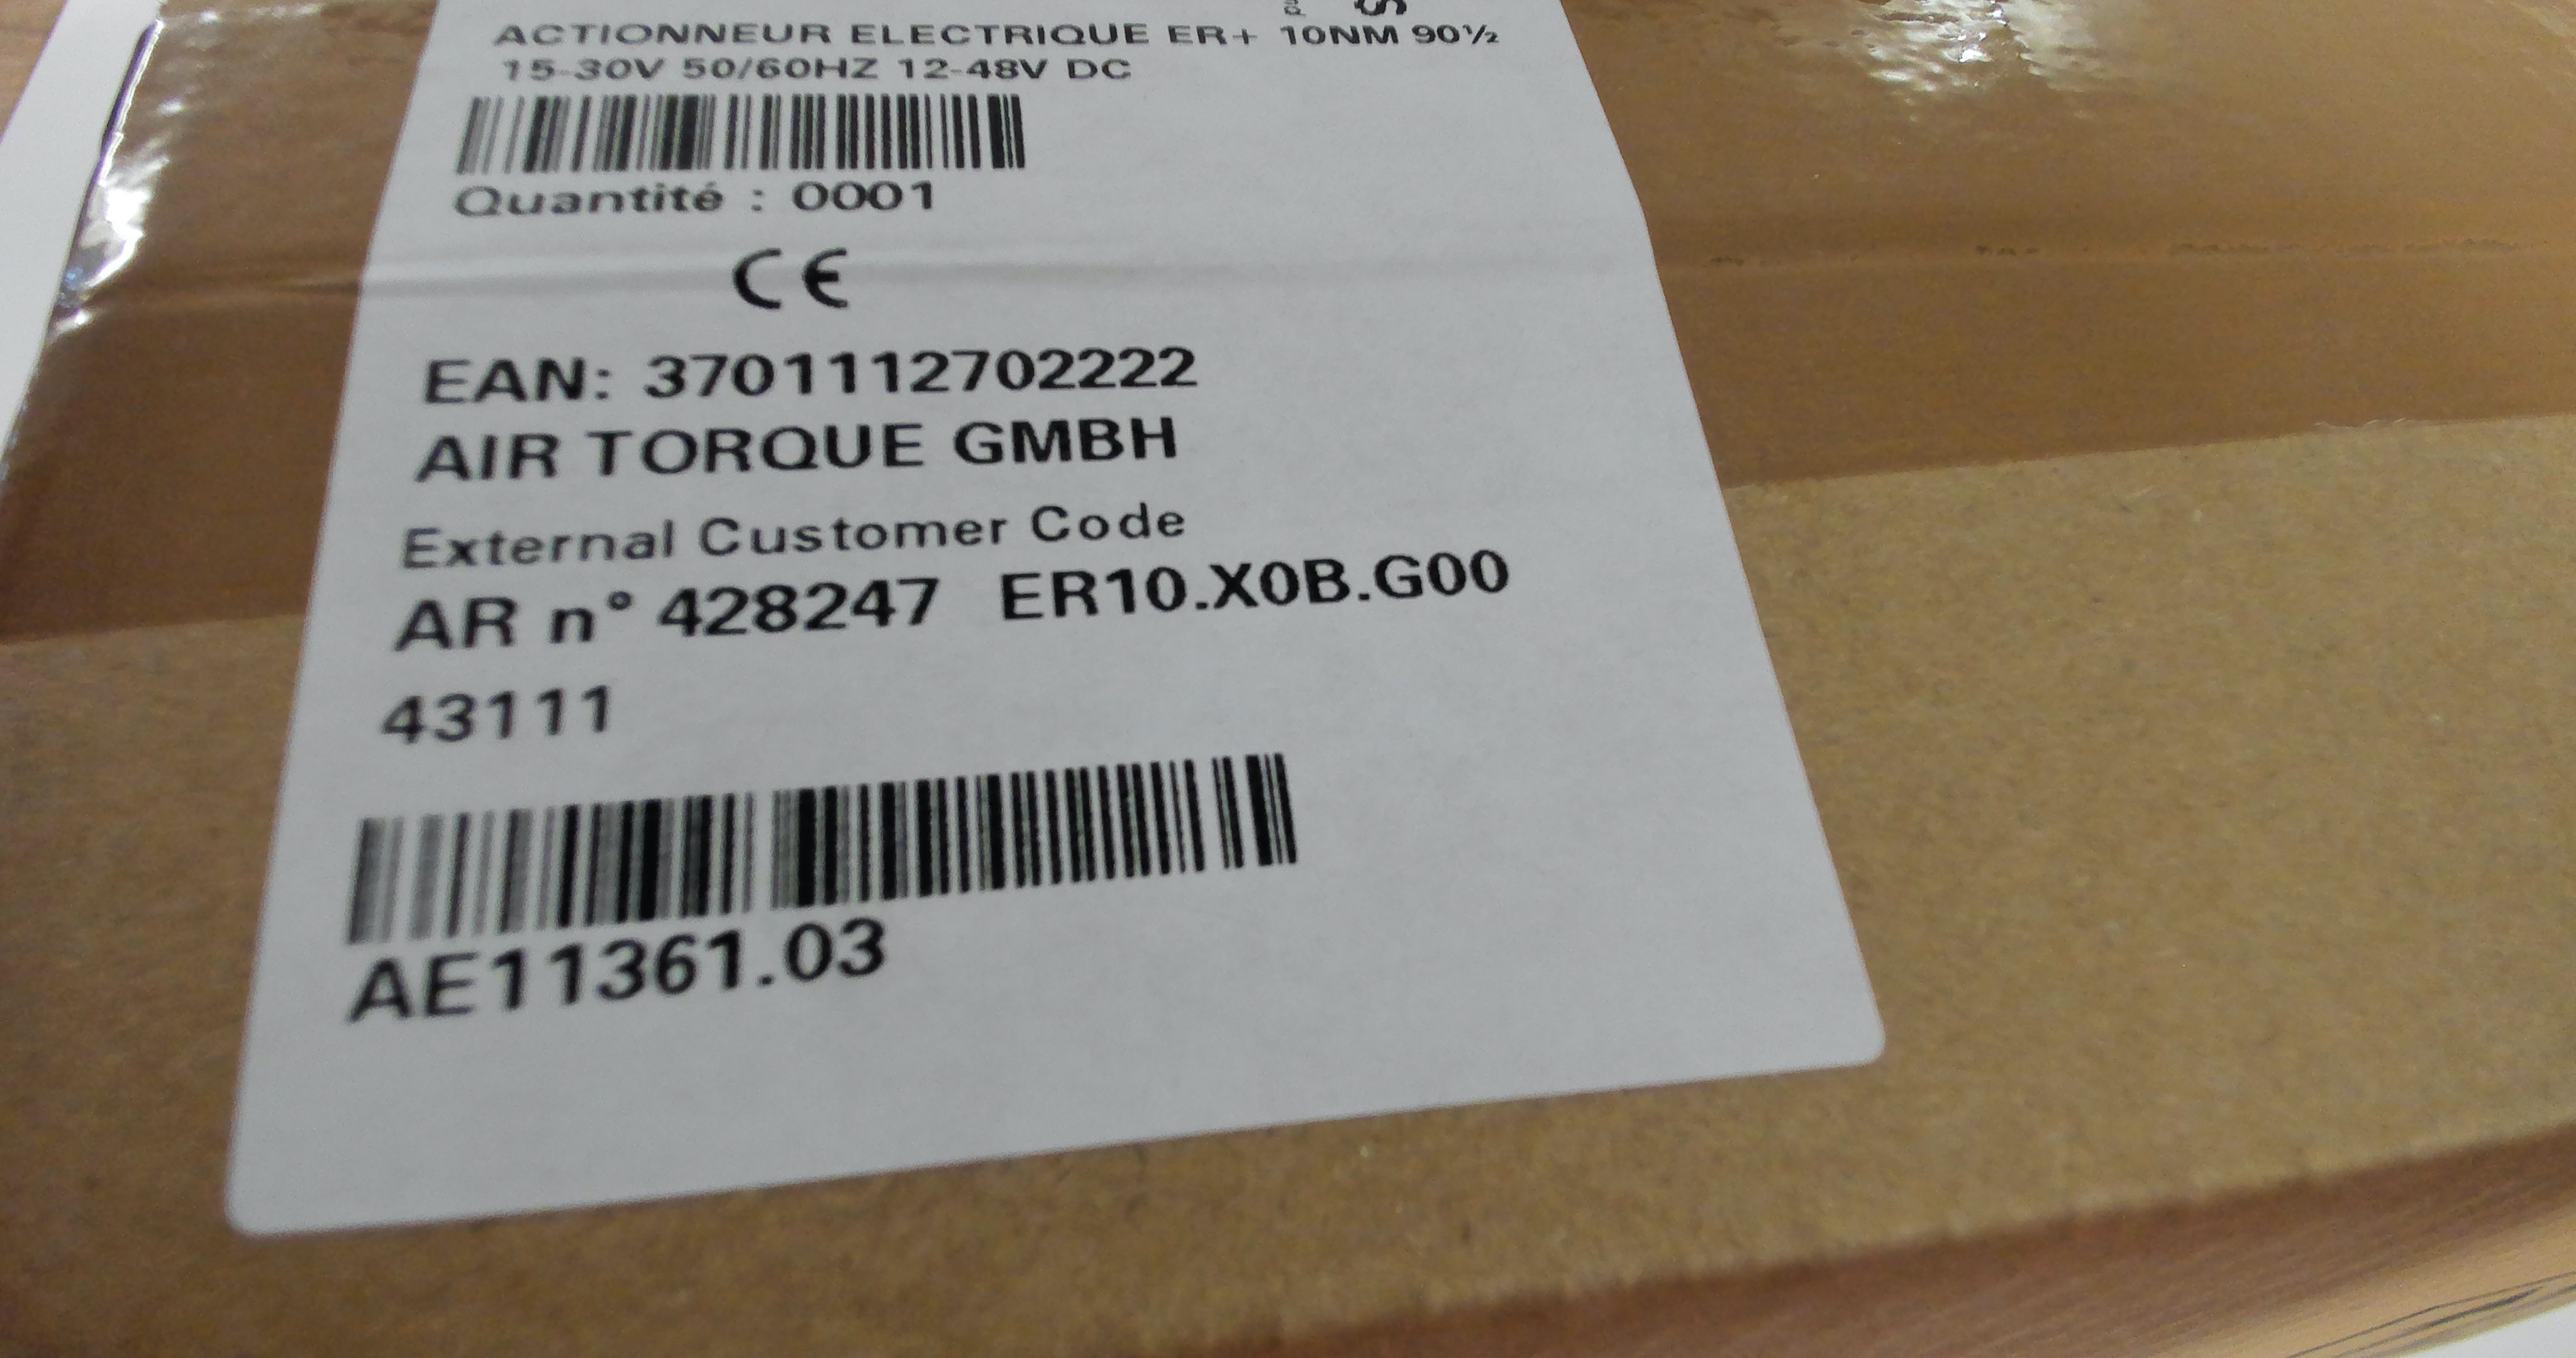 ACTIONNEUR ELECTRIQUE ER+ 10NM 90½
15-30V 50/60HZ 12-48V DC
Quantité : 0001
CE
EAN: 3701112702222
AIR TORQUE GMBH
External Customer Code
AR n° 428247 ER10.X0B.G00
43111
AE11361.03